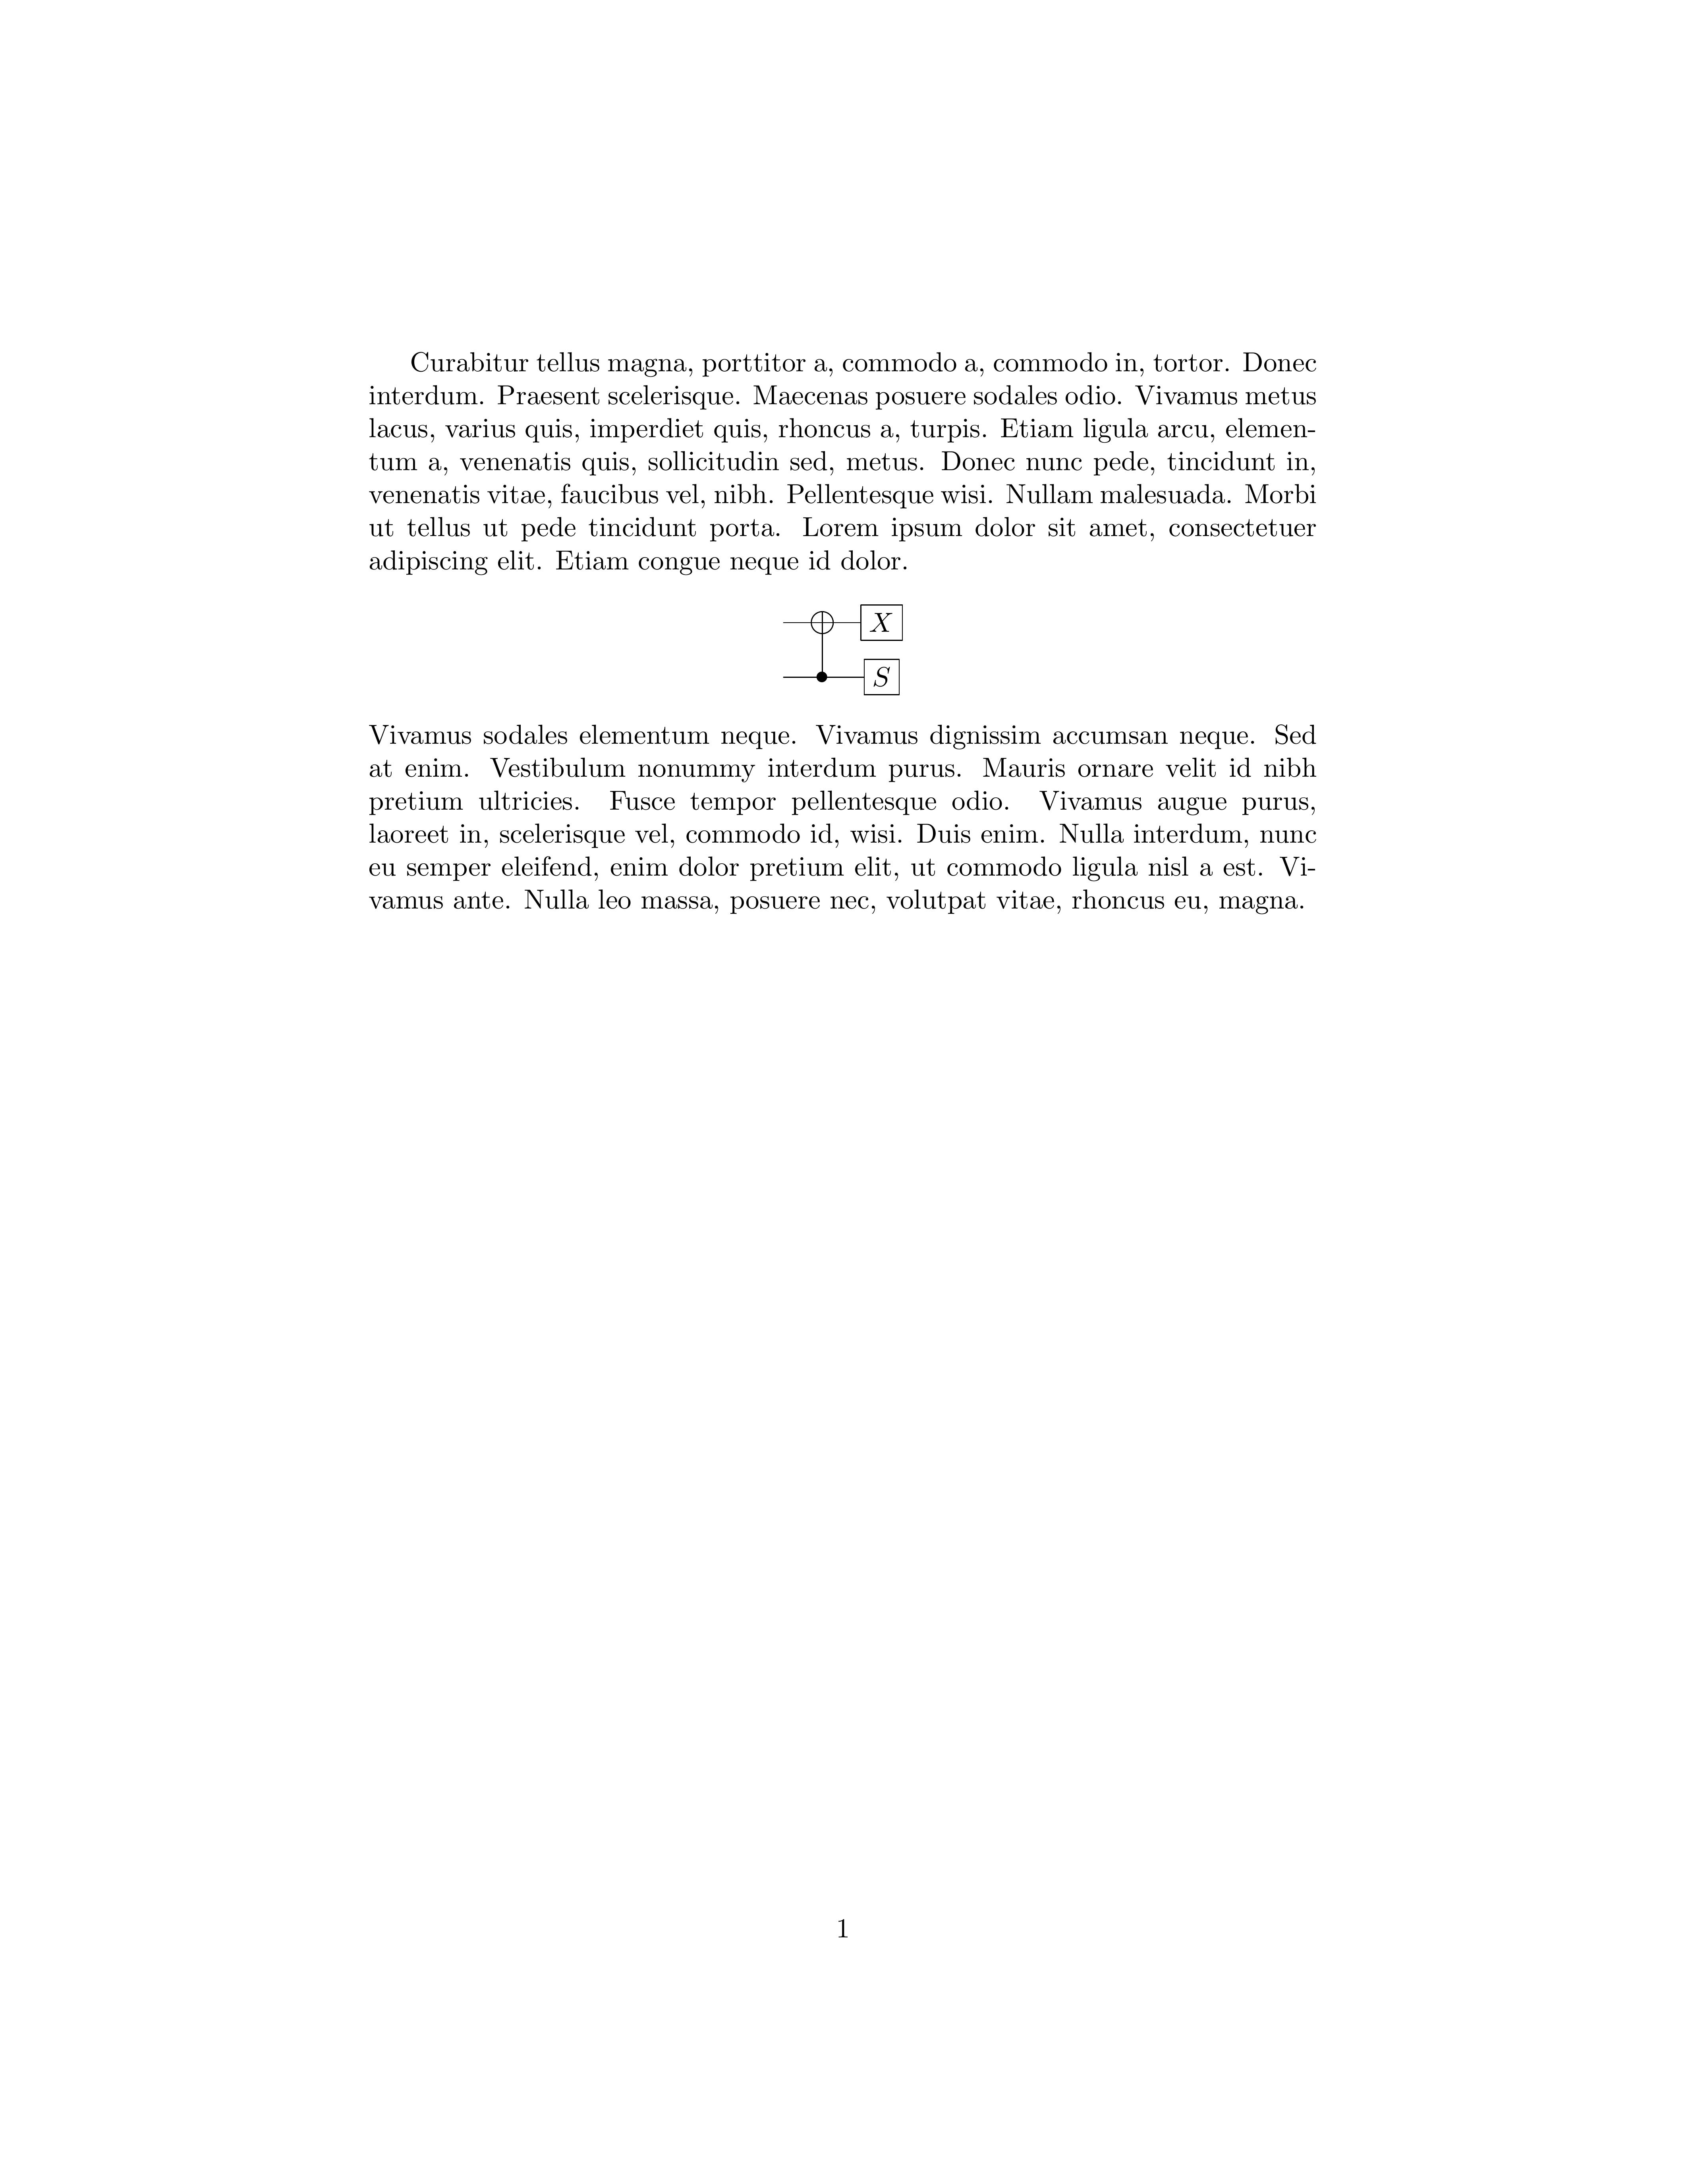 Curabitur tellus magna, porttitor a, commodo a, commodo in, tortor. Donec
interdum. Praesent scelerisque. Maecenas posuere sodales odio. Vivamus metus
lacus, varius quis, imperdiet quis, rhoncus a, turpis. Etiam ligula arcu, elemen-
tum a, venenatis quis, sollicitudin sed, metus. Donec nunc pede, tincidunt in,
venenatis vitae, faucibus vel, nibh. Pellentesque wisi. Nullam malesuada. Morbi
ut tellus ut pede tincidunt porta. Lorem ipsum dolor sit amet, consectetuer
adipiscing elit. Etiam congue neque id dolor.
X
S
Vivamus sodales elementum neque. Vivamus dignissim accumsan neque. Sed
at enim. Vestibulum nonummy interdum purus. Mauris ornare velit id nibh
pretium ultricies. Fusce tempor pellentesque odio. Vivamus augue purus,
laoreet in, scelerisque vel, commodo id, wisi. Duis enim. Nulla interdum, nunc
eu semper eleifend, enim dolor pretium elit, ut commodo ligula nisl a est. Vi-
vamus ante. Nulla leo massa, posuere nec, volutpat vitae, rhoncus eu, magna.
1